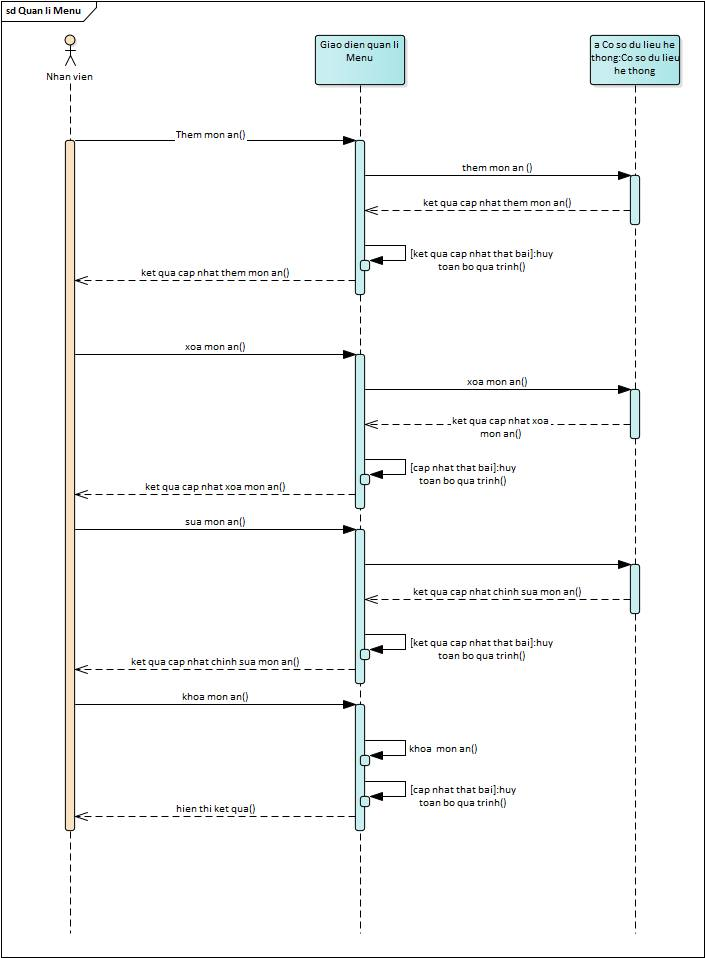 sd Quan li Menu
Nhan vien
Giao dien quan li
Menu
a Co so du lieu he
thong:Co so du lieu
he thong
Them mon an()
them mon an ()
ket qua cap nhat them mon an()
[ket qua cap nhat that bai]:huy
toan bo qua trinh()
ket qua cap nhat them mon an()
xoa mon an()
xoa mon an()
ket qua cap nhat xoa
mon an()
[cap nhat that bai]:huy
toan bo qua trinh()
ket qua cap nhat xoa mon an()
sua mon an()
ket qua cap nhat chinh sua mon an()
[ket qua cap nhat that bai]:huy
toan bo qua trinh()
ket qua cap nhat chinh sua mon an()
khoa mon an()
khoa  mon an()
[cap nhat that bai]:huy
toan bo qua trinh()
hien thi ket qua()